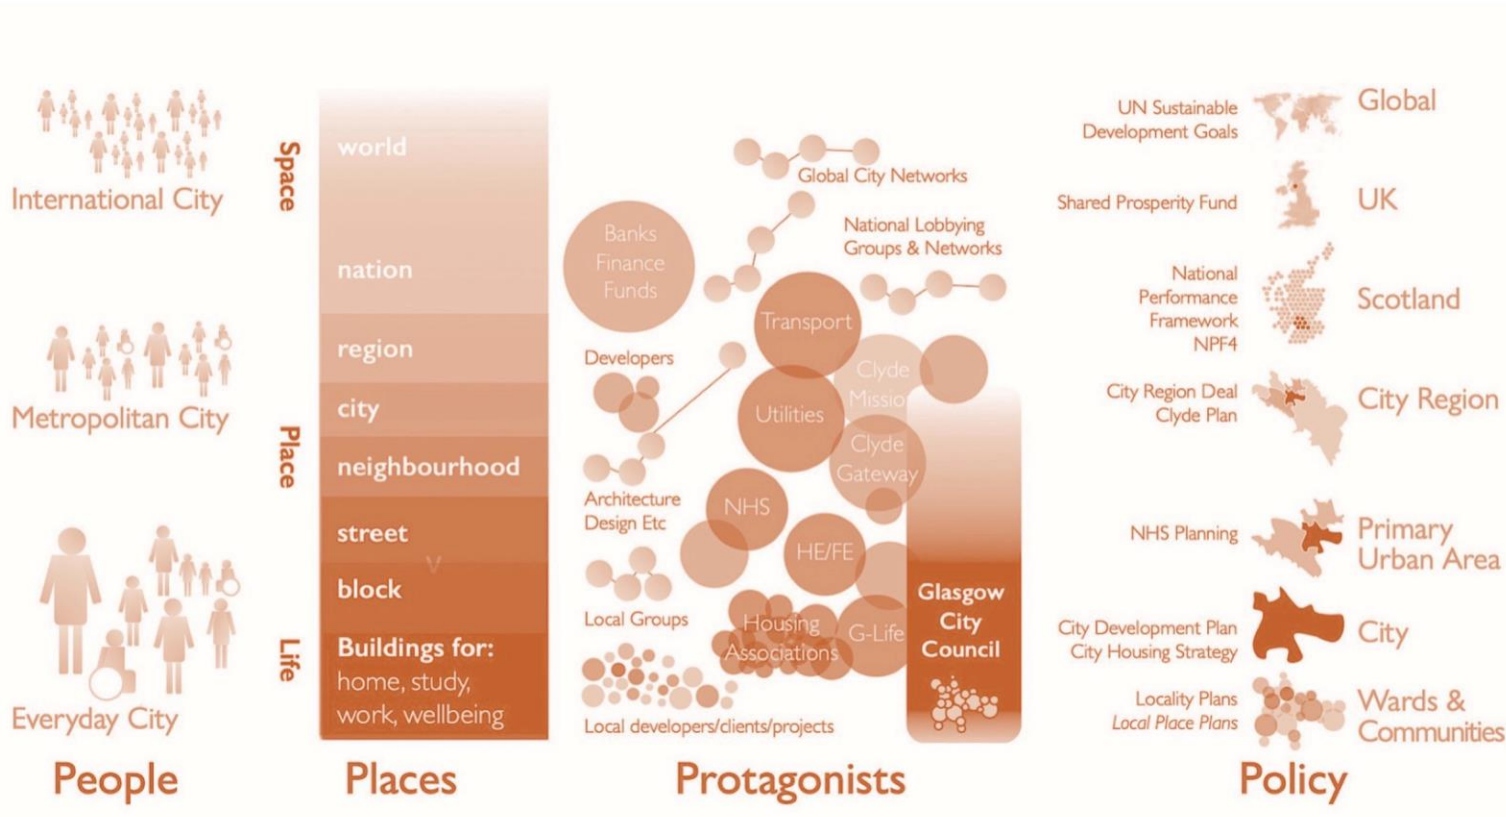 International City
Metropolitan City
Everyday City
People
Space
Place
Life
world
nation
region
city
neighbourhood
street
v
block
Buildings for:
home, study,
work, wellbeing
Places
Global City Networks
National Lobbying
Groups & Networks
Banks
Finance
Funds
Transport
Developers
Clyde
Missio
Utilities
Clyde
Gateway
Architecture
Design Etc
NHS
HE/FE
Local Groups
Housing
Associations
G-Life
Glasgow
City
Council
Local developers/clients/projects
Protagonists
UN Sustainable
Development Goals
Global
Shared Prosperity Fund
UK
National
Performance
Framework
NPF4
Scotland
City Region Deal
Clyde Plan
City Region
NHS Planning
Primary
Urban Area
City Development Plan
City Housing Strategy
City
Locality Plans
Local Place Plans
Wards &
Communities
Policy